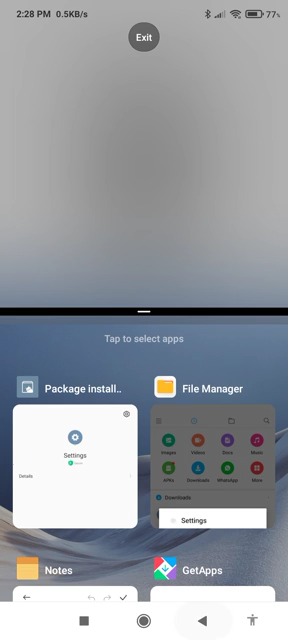 2:28 PM 0.5KB/s 77%
Exit
Tap to select apps
Package install..
File Manager
Settings
Details
Images Videos Docs Music
APKs Downloads WhatsApp More
Downloads
Settings
Notes
GetApps